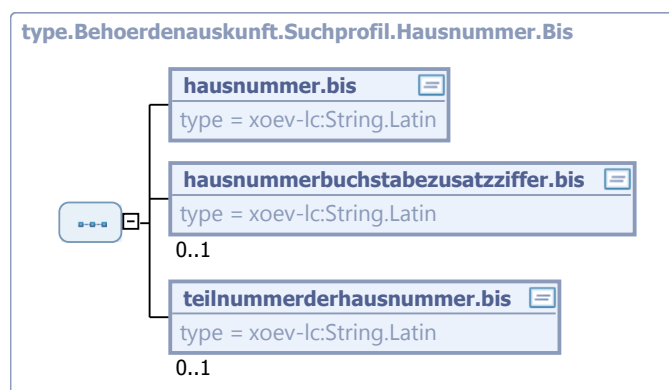 type.Behoerdenauskunft.Suchprofil.Hausnummer.Bis
hausnummer.bis
type = xoev-lc:String.Latin
hausnummerbuchstabezusatzziffer.bis
type = xoev-lc:String.Latin
0..1
teilnummerderhausnummer.bis
type = xoev-lc:String.Latin
0..1